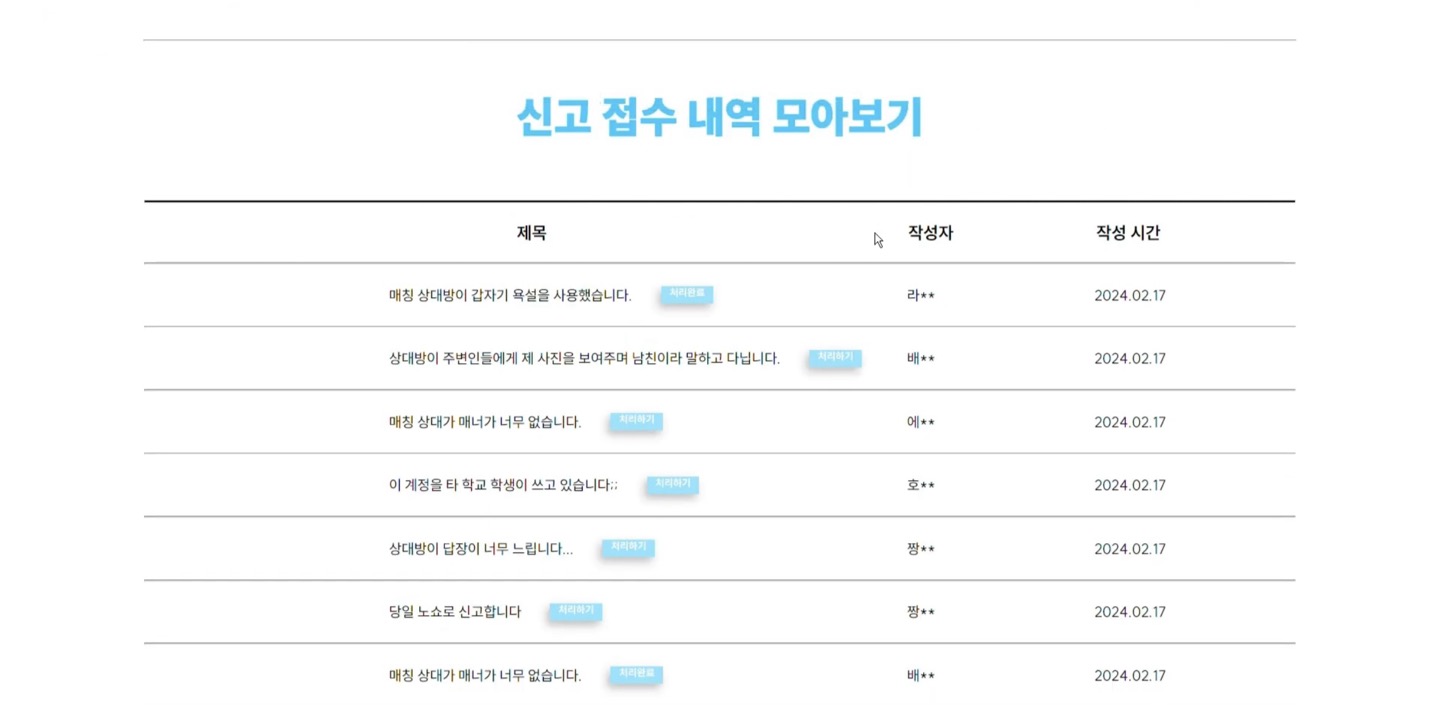 신고 접수 내역 모아보기
제목 작성자 작성 시간
매칭 상대방이 갑자기 욕설을 사용했습니다. 처리완료 라** 2024.02.17
상대방이 주변인들에게 제 사진을 보여주며 남친이라 말하고 다닙니다. 처리하기 배** 2024.02.17
매칭 상대가 매너가 너무 없습니다. 처리하기 에** 2024.02.17
이 계정을 타 학교 학생이 쓰고 있습니다;; 처리하기 호** 2024.02.17
상대방이 답장이 너무 느립니다... 처리하기 짱** 2024.02.17
당일 노쇼로 신고합니다 처리하기 짱** 2024.02.17
매칭 상대가 매너가 너무 없습니다. 처리완료 배** 2024.02.17